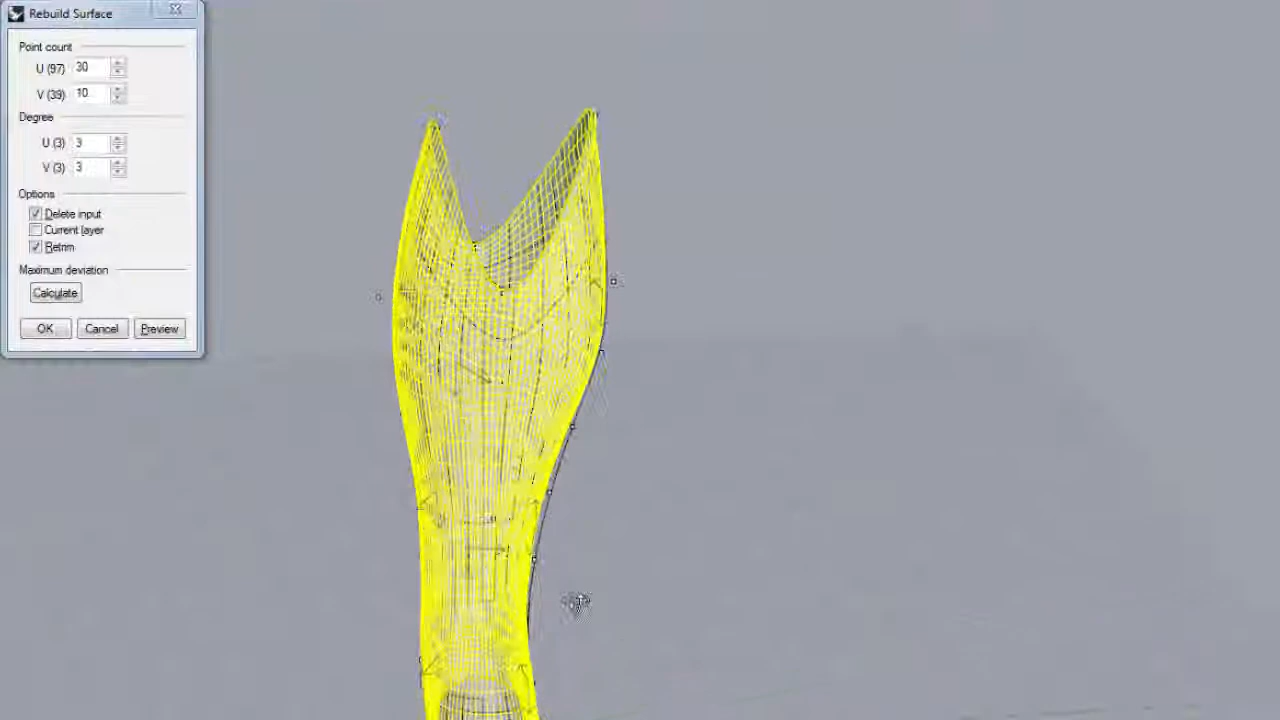 Rebuild Surface
Point count
U (97) 30
V (39) 10
Degree
U (3) 3
V (3) 3
Options
Delete input
Current layer
Retrim
Maximum deviation
Calculate
OK Cancel Preview